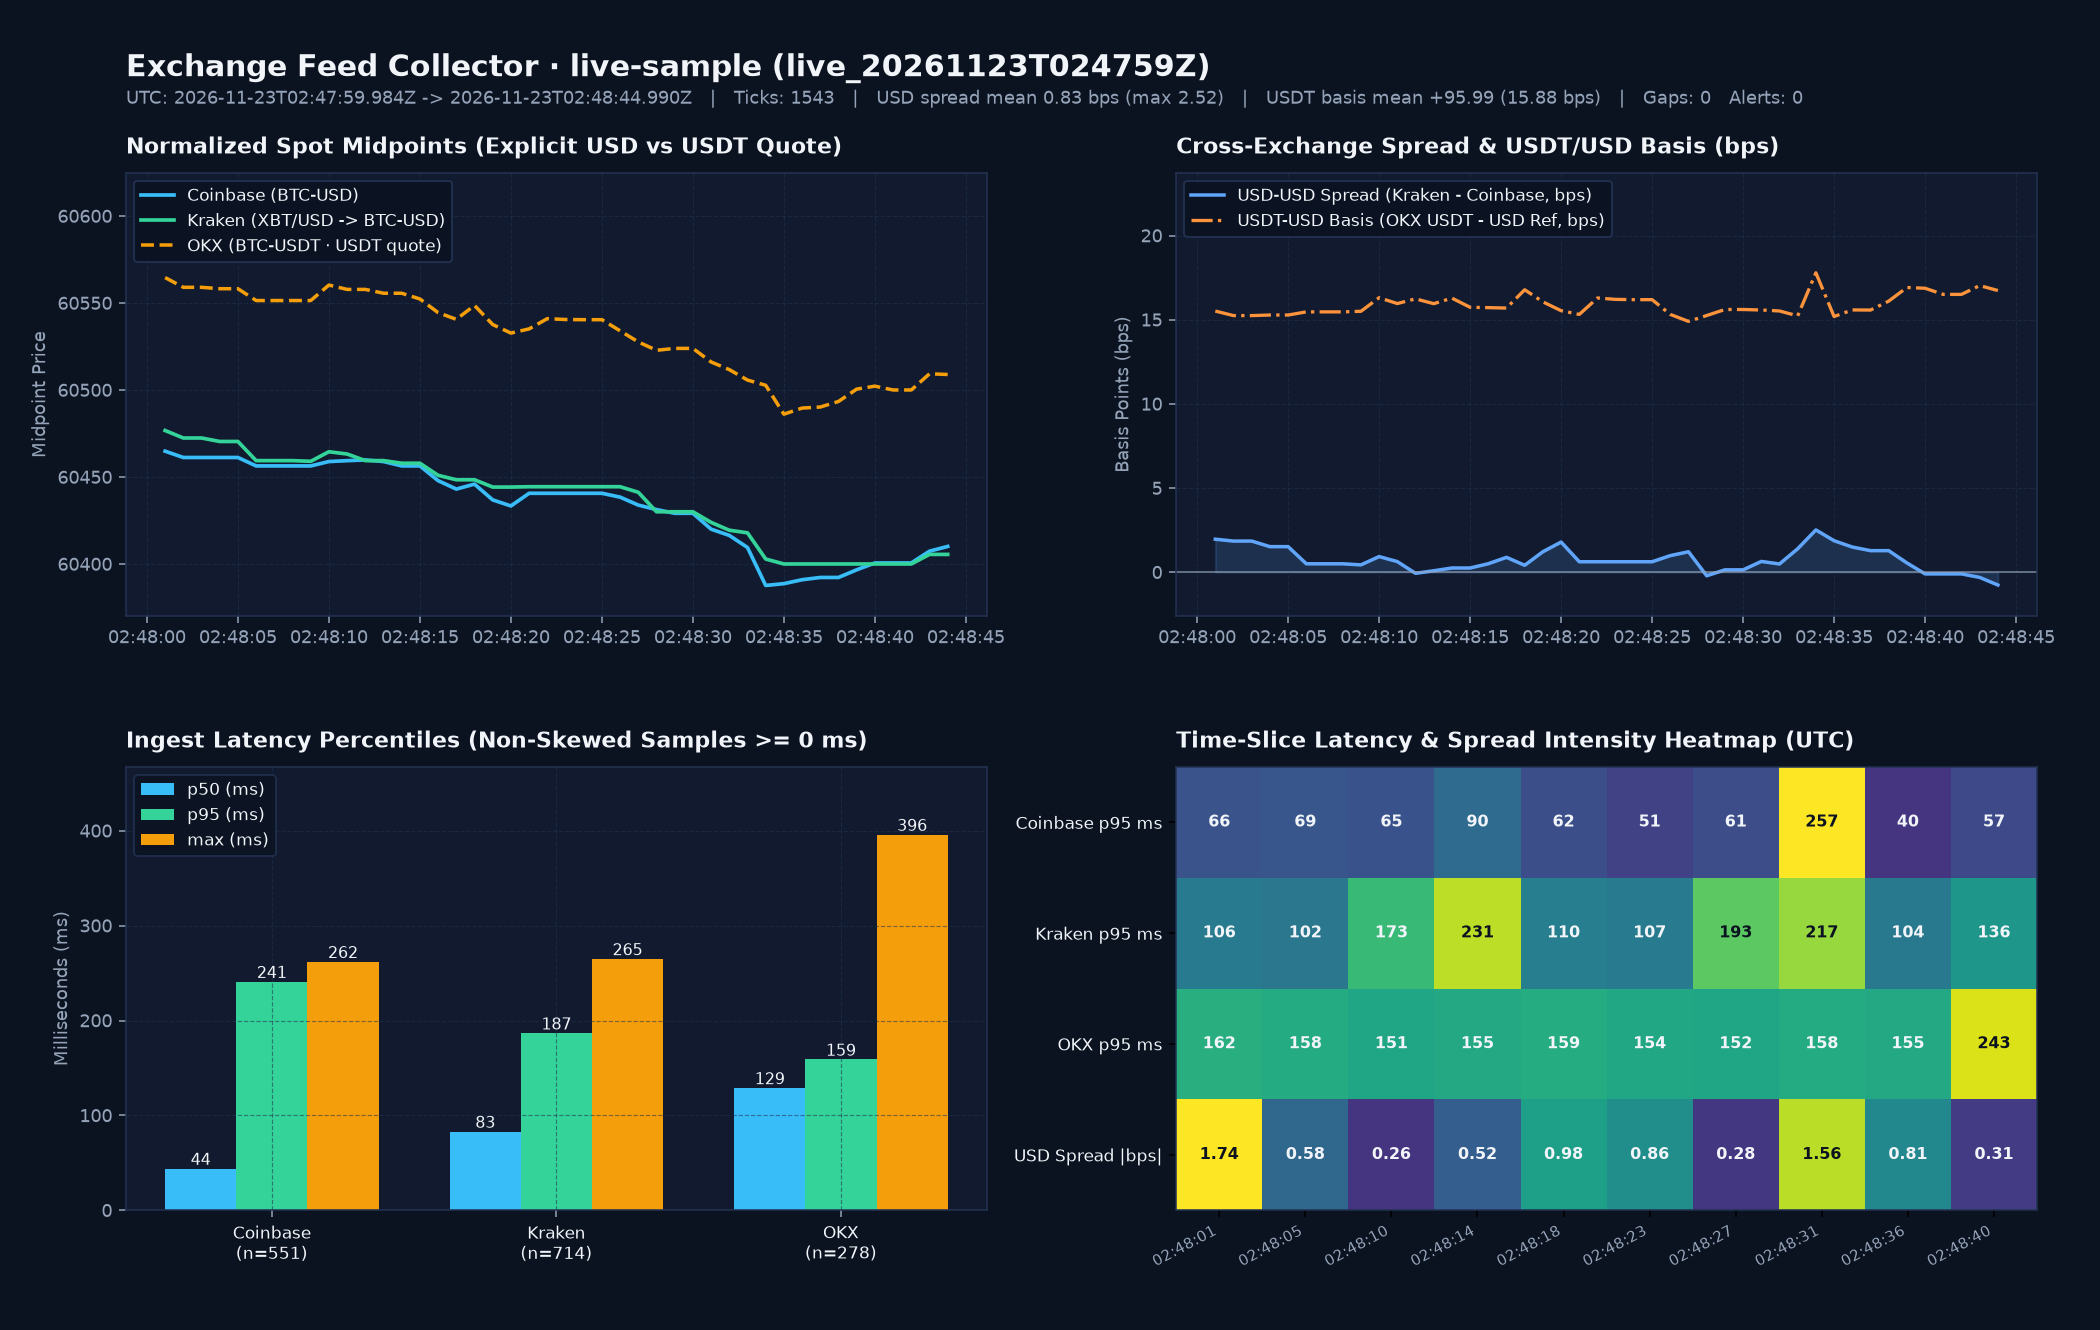 Exchange Feed Collector · live-sample (live_20261123T024759Z)
UTC: 2026-11-23T02:47:59.984Z -> 2026-11-23T02:48:44.990Z | Ticks: 1543 | USD spread mean 0.83 bps (max 2.52) | USDT basis mean +95.99 (15.88 bps) | Gaps: 0 Alerts: 0
Normalized Spot Midpoints (Explicit USD vs USDT Quote)
Coinbase (BTC-USD)
Kraken (XBT/USD -> BTC-USD)
OKX (BTC-USDT · USDT quote)
Midpoint Price
60600
60550
60500
60450
60400
02:48:00 02:48:05 02:48:10 02:48:15 02:48:20 02:48:25 02:48:30 02:48:35 02:48:40 02:48:45
Cross-Exchange Spread & USDT/USD Basis (bps)
USD-USD Spread (Kraken - Coinbase, bps)
USDT-USD Basis (OKX USDT - USD Ref, bps)
Basis Points (bps)
20
15
10
5
0
02:48:00 02:48:05 02:48:10 02:48:15 02:48:20 02:48:25 02:48:30 02:48:35 02:48:40 02:48:45
Ingest Latency Percentiles (Non-Skewed Samples >= 0 ms)
p50 (ms)
p95 (ms)
max (ms)
Milliseconds (ms)
400
300
200
100
0
44 241 262
83 187 265
129 159 396
Coinbase
(n=551)
Kraken
(n=714)
OKX
(n=278)
Time-Slice Latency & Spread Intensity Heatmap (UTC)
Coinbase p95 ms 66 69 65 90 62 51 61 257 40 57
Kraken p95 ms 106 102 173 231 110 107 193 217 104 136
OKX p95 ms 162 158 151 155 159 154 152 158 155 243
USD Spread |bps| 1.74 0.58 0.26 0.52 0.98 0.86 0.28 1.56 0.81 0.31
02:48:01 02:48:05 02:48:10 02:48:14 02:48:18 02:48:23 02:48:27 02:48:31 02:48:36 02:48:40